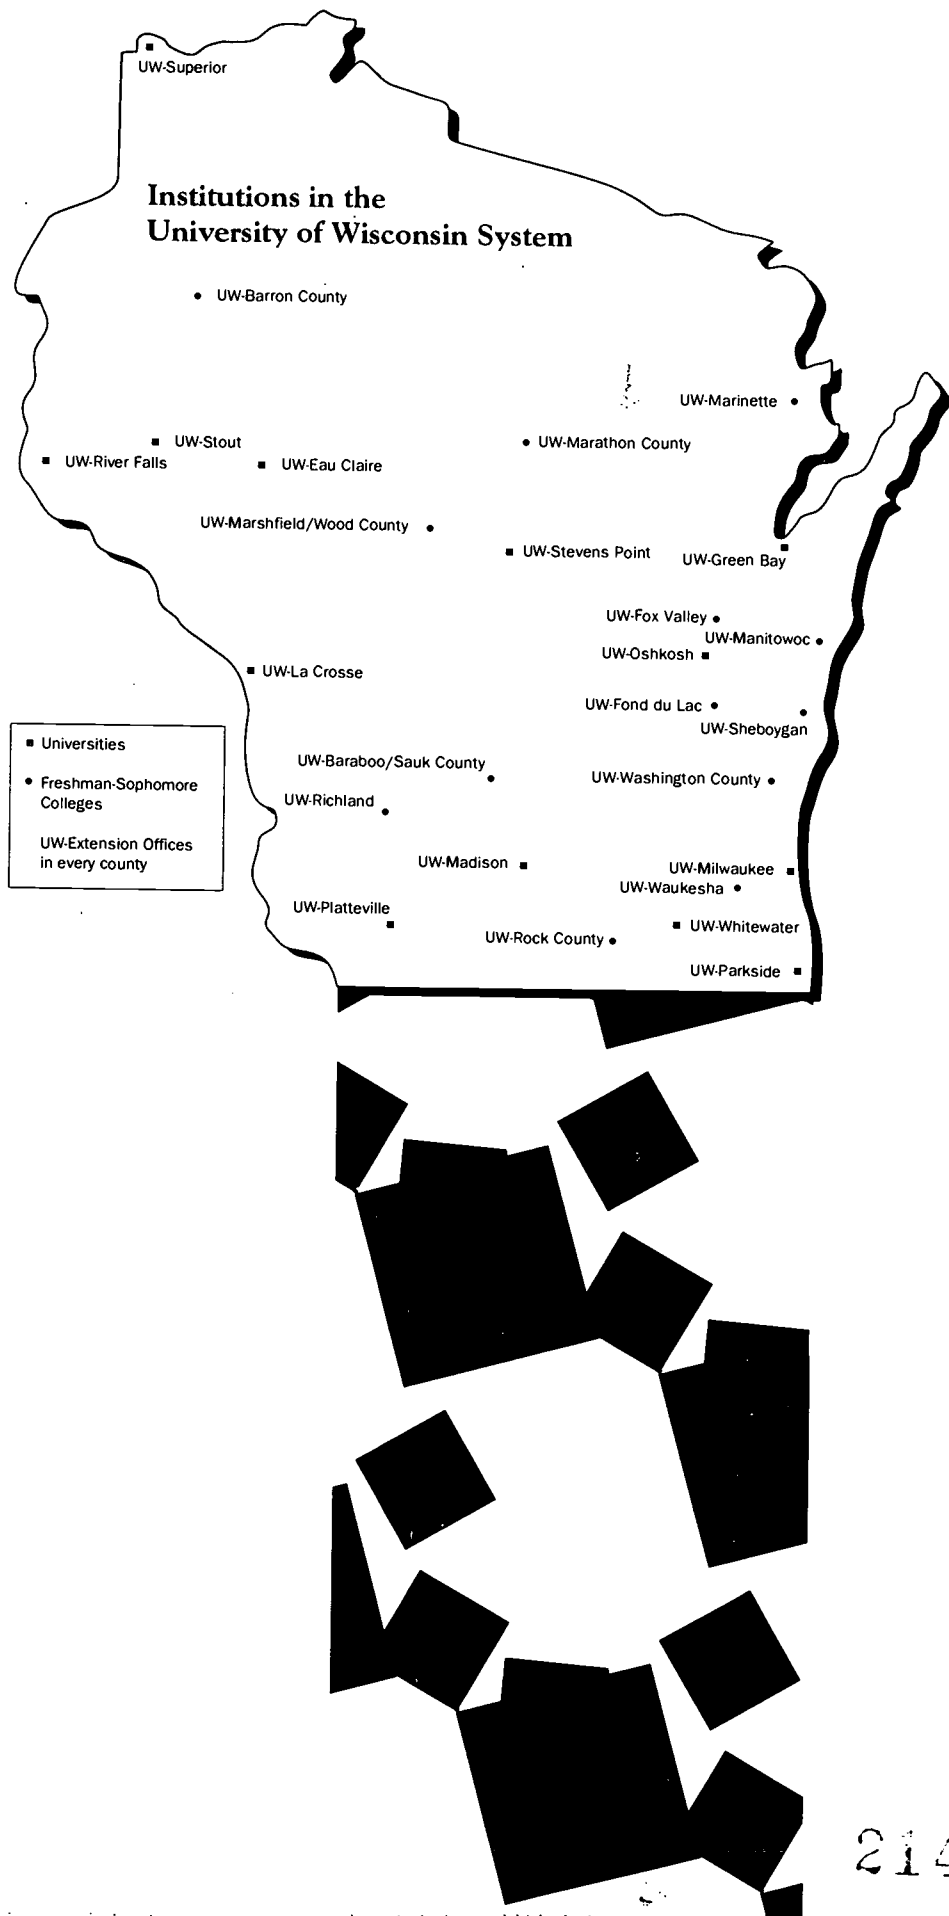 UW-Superior
Institutions in the
University of Wisconsin System
UW-Barron County
UW-Marinette
UW-Stout
UW-Marathon County
UW-River Falls
UW-Eau Claire
UW-Marshfield/Wood County
UW-Stevens Point
UW-Green Bay
UW-Fox Valley
UW-Manitowoc
UW-Oshkosh
UW-La Crosse
UW-Fond du Lac
UW-Sheboygan
Universities
Freshman-Sophomore
Colleges
UW-Extension Offices
in every county
UW-Baraboo/Sauk County
UW-Washington County
UW-Richland
UW-Madison
UW-Milwaukee
UW-Waukesha
UW-Platteville
UW-Whitewater
UW-Rock County
UW-Parkside
214